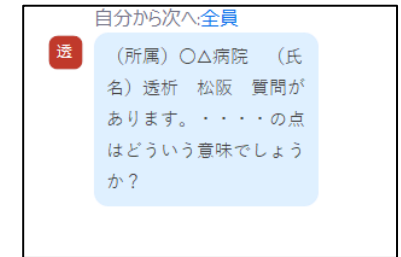 自分から次へ:全員
透
（所属）〇△病院　（氏
名）透析　松阪　質問が
あります。・・・・の点
はどういう意味でしょう
か？